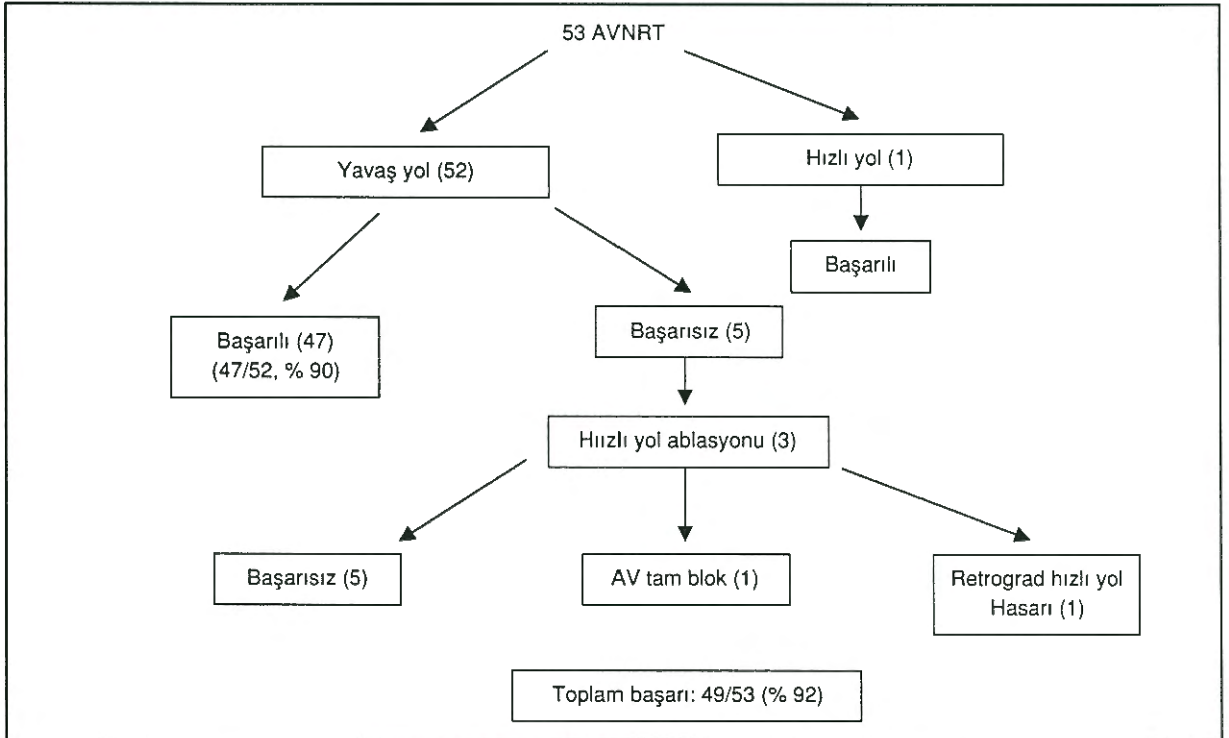 53 AVNRT
Yavaş yol (52)
Hızlı yol (1)
Başarılı
Başarılı (47)
(47/52, % 90)
Başarısız (5)
Hıızlı yol ablasyonu (3)
Başarısız (5)
AV tam blok (1)
Retrograd hızlı yol
Hasarı (1)
Toplam başarı: 49/53 (% 92)